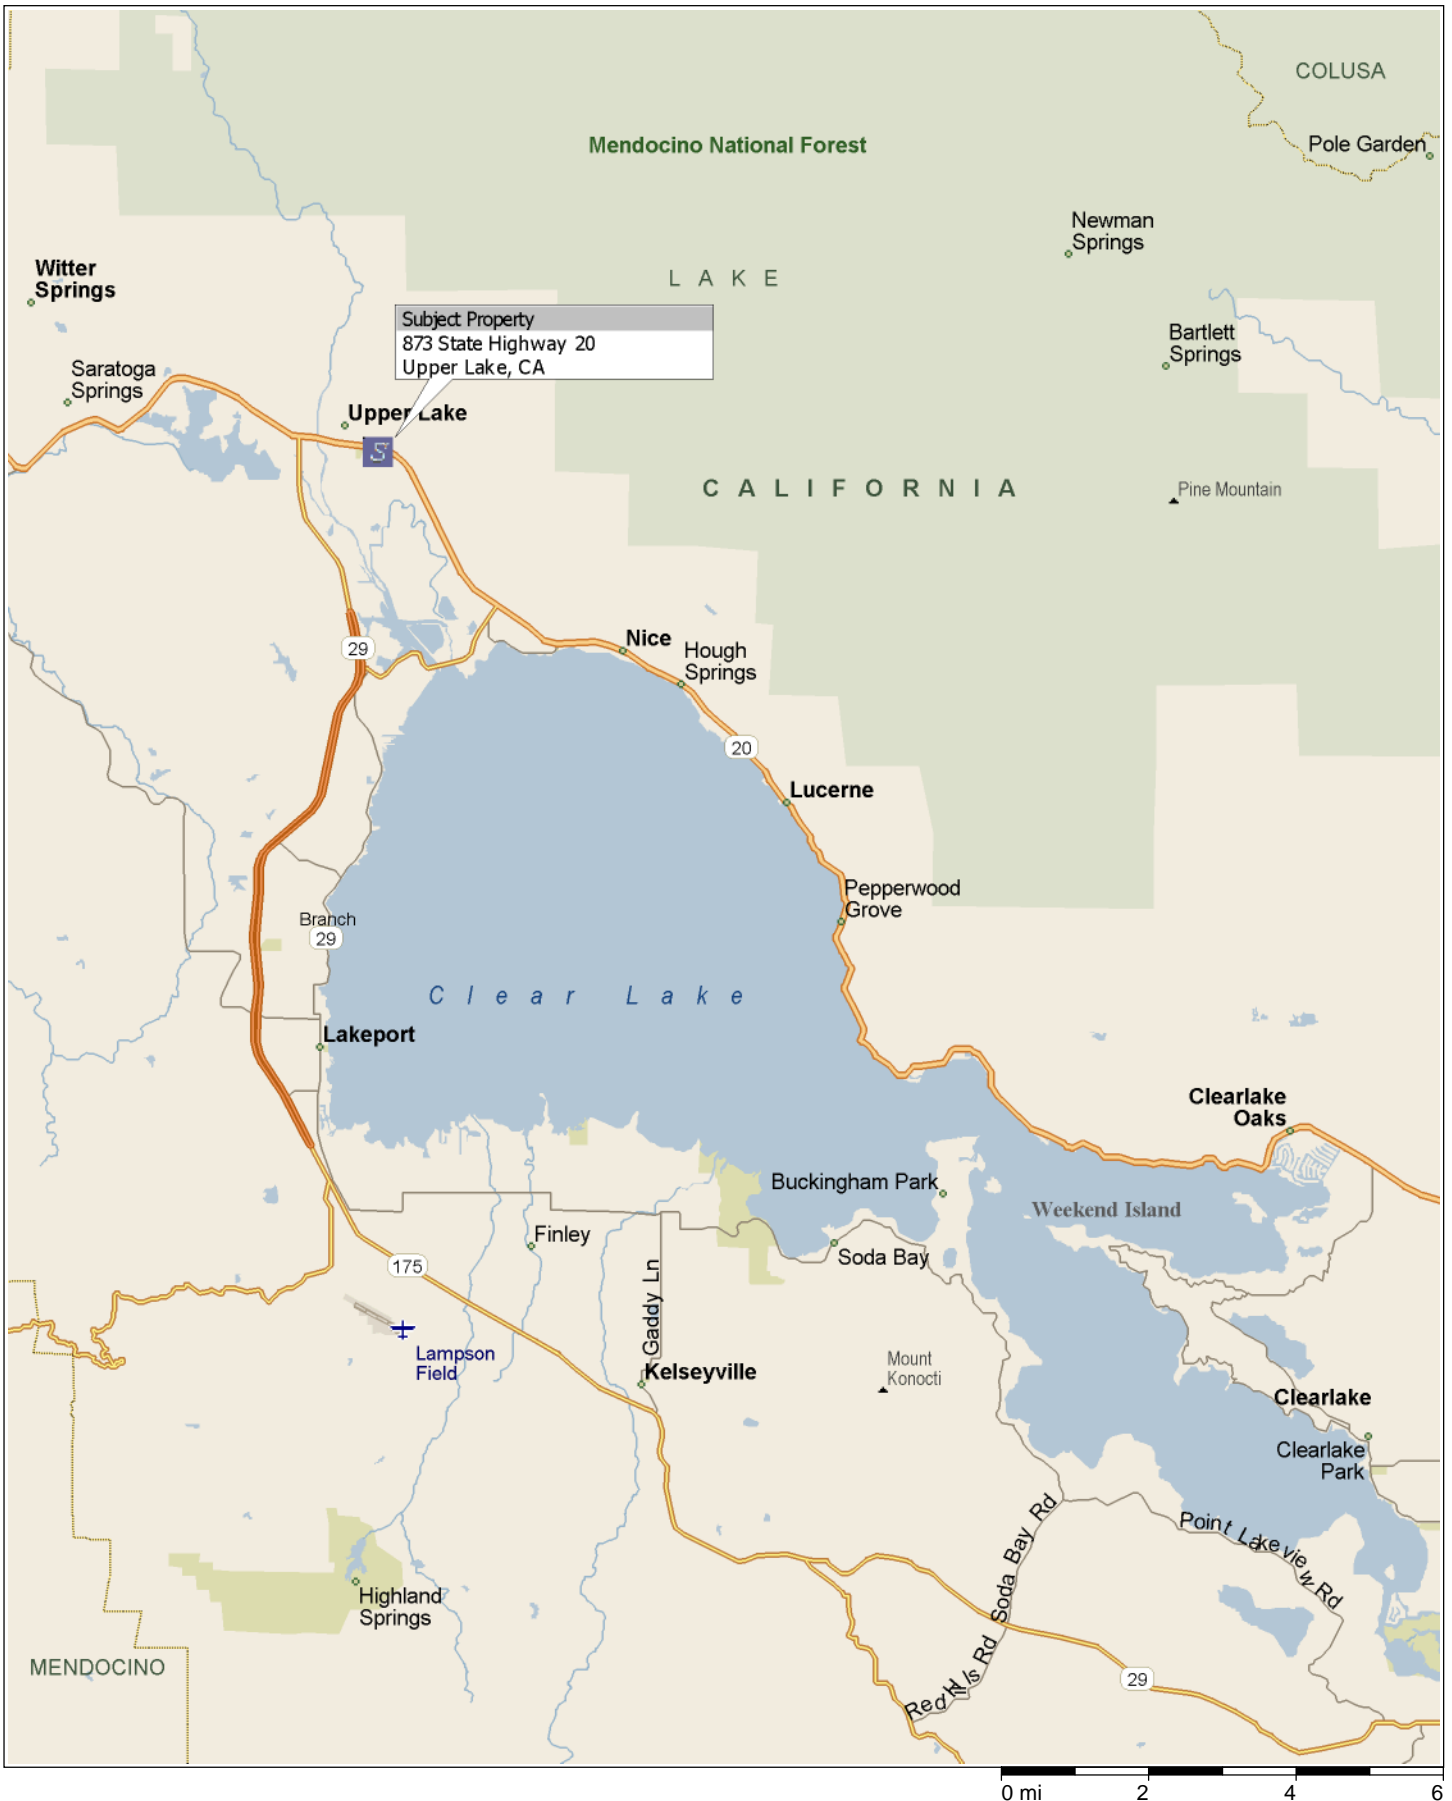 COLUSA
Pole Garden
Mendocino National Forest
Newman
Springs
Witter
Springs
L A K E
Subject Property
873 State Highway 20
Upper Lake, CA
Bartlett
Springs
Saratoga
Springs
Upper Lake
S
C A L I F O R N I A
Pine Mountain
29
Nice
Hough
Springs
20
Lucerne
Pepperwood
Grove
Branch
29
C l e a r L a k e
Lakeport
Clearlake
Oaks
Buckingham Park
Weekend Island
Finley
Soda Bay
175
Gaddy Ln
Lampson
Field
Kelseyville
Mount
Konocti
Clearlake
Clearlake
Park
Soda Bay Rd
Point Lakeview Rd
Highland
Springs
Red Hls Rd
MENDOCINO
29
0 mi 2 4 6